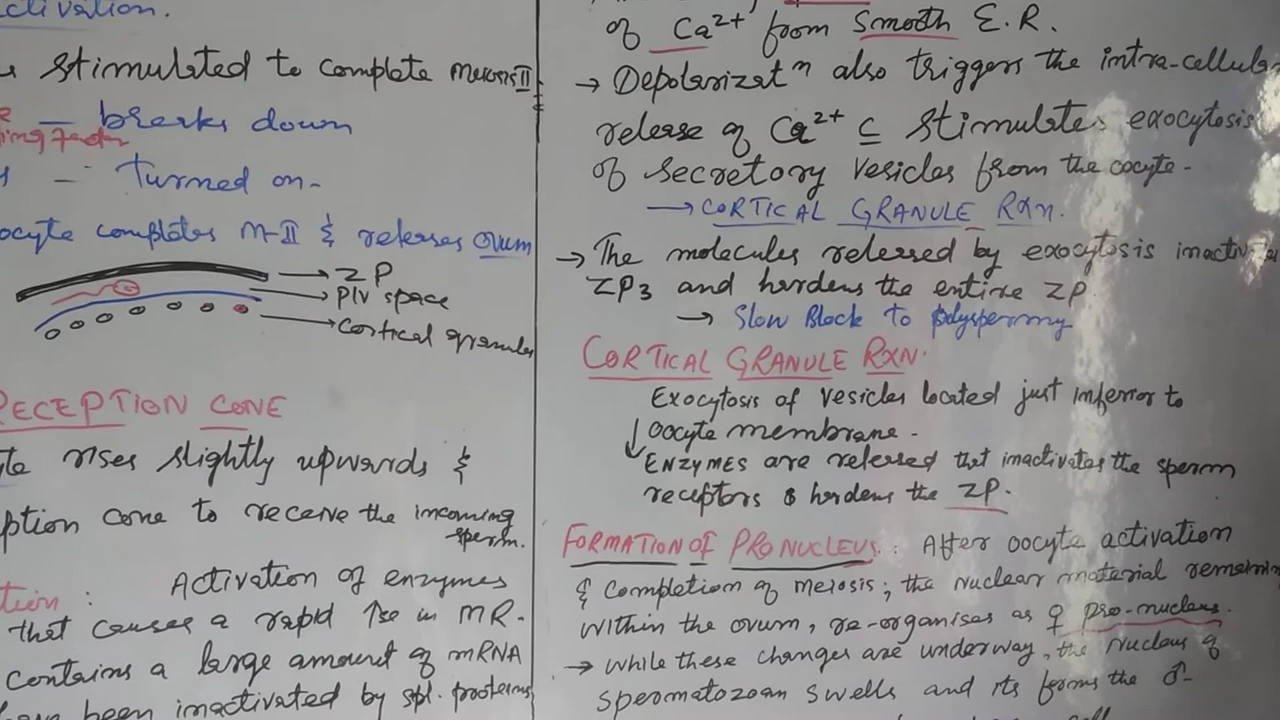 ctivation.
stimulated to complete meiosis II
— breaks down
ing factor
— Turned on-
ocyte completes M-II & releases ovum
→ ZP
→ PIV space
→ Cortical granules
RECEPTION CONE
te rises slightly upwards &
ption cone to receive the incoming
sperm.
tion : Activation of enzymes
that causes a rapid ↑se in MR.
contains a large amount of mRNA
have been inactivated by spl. proteins
of Ca²⁺ from Smooth E.R.
→ Depolarizatⁿ also triggers the intra-cellular
release of Ca²⁺ c̲ stimulates exocytosis
of secretory vesicles from the oocyte-
→ CORTICAL GRANULE RXn.
→ The molecules released by exocytosis inactiv
ZP3 and hardens the entire ZP
→ Slow Block to polyspermy
CORTICAL GRANULE RXN.
Exocytosis of vesicles located just inferior to
↓ oocyte membrane-
ENZYMES are released that inactivates the sperm
receptors & hardens the ZP.
FORMATION OF PRONUCLEUS: After oocyte activation
& completion of meiosis; the nuclear material remainin
within the ovum, re-organises as ♀ pro-nucleus.
→ While these changes are underway, the nucleus of
spermatozoan swells and its forms the ♂-